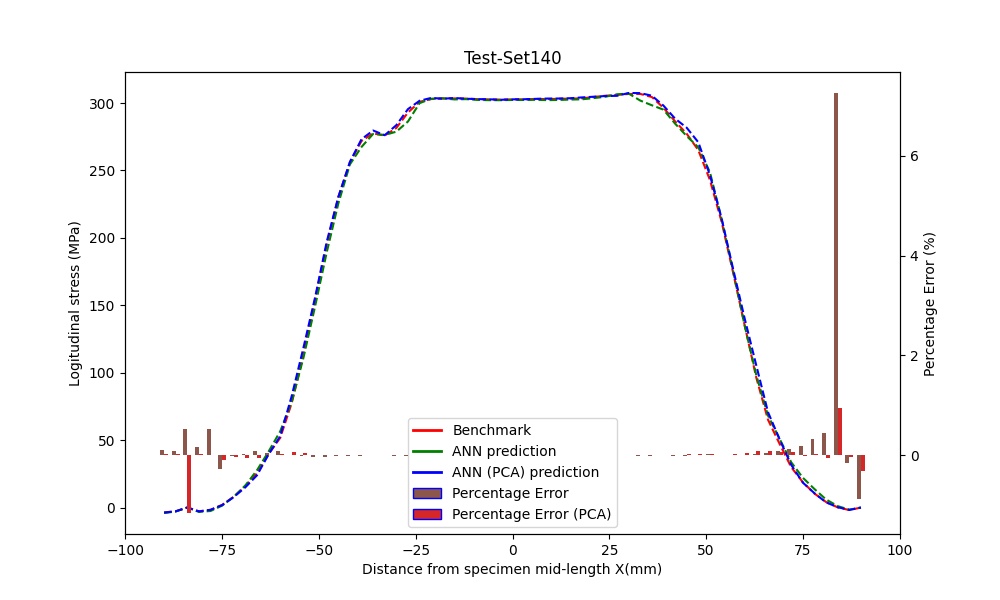 Test-Set140
300
250
200
150
100
50
0
Logitudinal stress (MPa)
6
4
2
0
Percentage Error (%)
Benchmark
ANN prediction
ANN (PCA) prediction
Percentage Error
Percentage Error (PCA)
−100 −75 −50 −25 0 25 50 75 100
Distance from specimen mid-length X(mm)